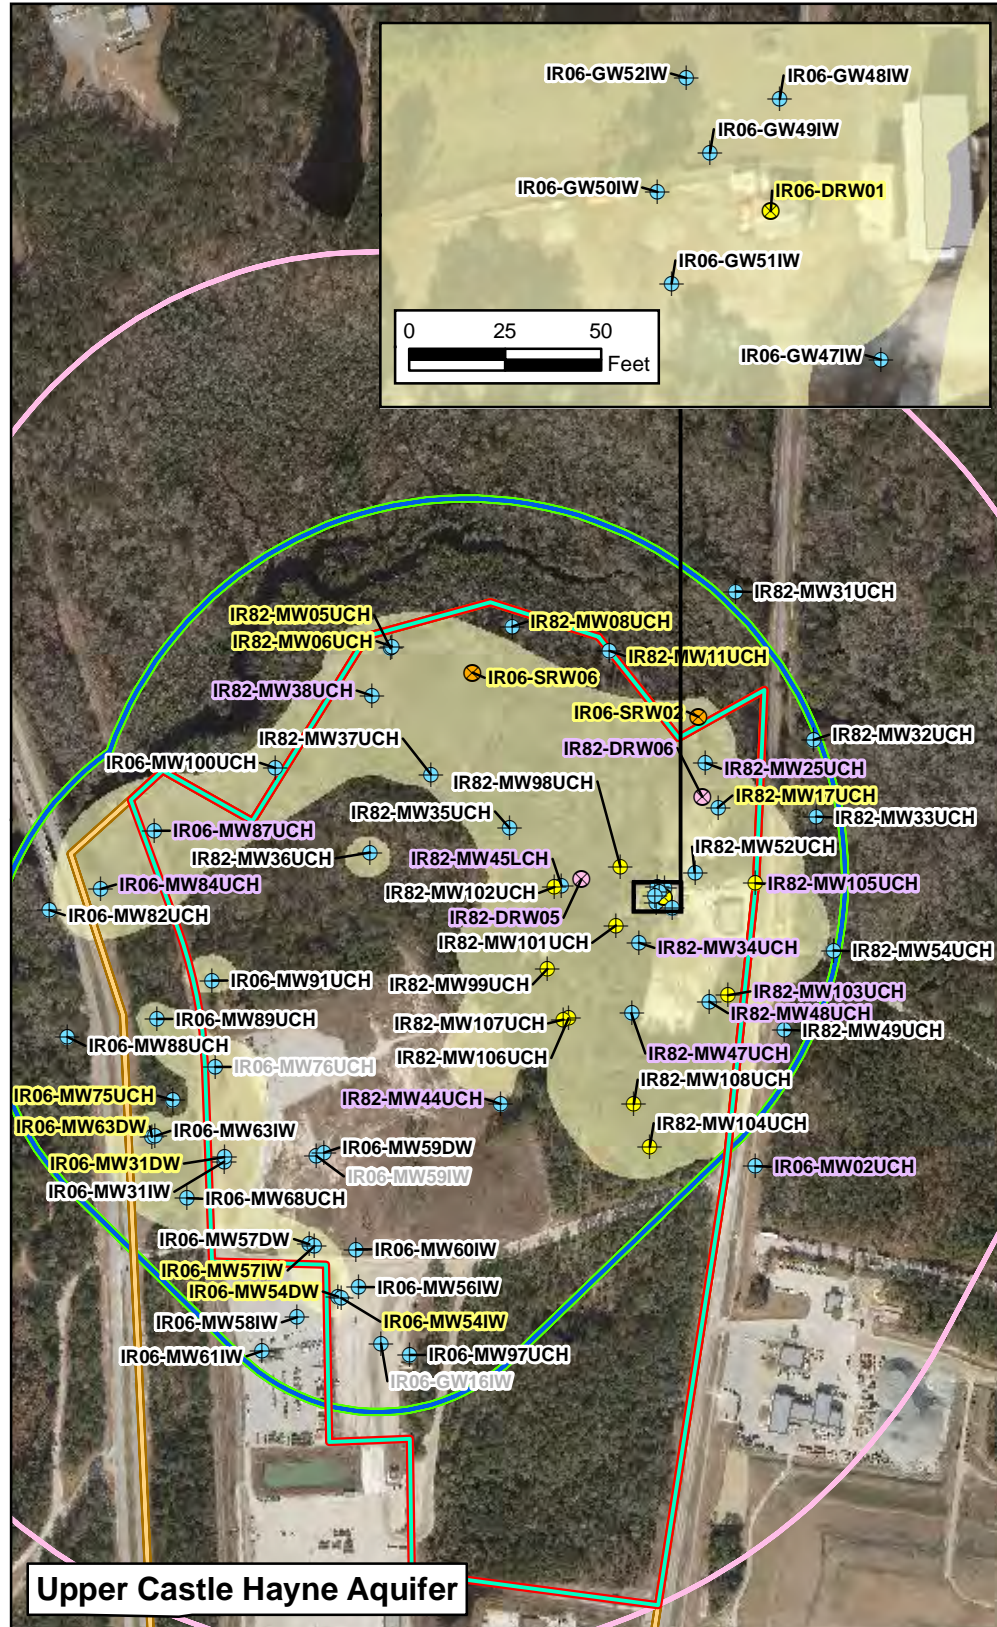 IR06-GW52IW
IR06-GW48IW
IR06-GW49IW
IR06-GW50IW
IR06-DRW01
IR06-GW51IW
0 25 50
Feet
IR06-GW47IW
IR82-MW31UCH
IR82-MW05UCH
IR82-MW08UCH
IR82-MW06UCH
IR82-MW11UCH
IR06-SRW06
IR82-MW38UCH
IR06-SRW02
IR82-MW37UCH
IR82-DRW06
IR82-MW32UCH
IR06-MW100UCH
IR82-MW25UCH
IR82-MW98UCH
IR82-MW17UCH
IR82-MW33UCH
IR82-MW35UCH
IR06-MW87UCH
IR82-MW36UCH
IR82-MW45LCH
IR82-MW52UCH
IR06-MW84UCH
IR82-MW102UCH
IR82-MW105UCH
IR06-MW82UCH
IR82-DRW05
IR82-MW101UCH
IR82-MW34UCH
IR82-MW54UCH
IR06-MW91UCH
IR82-MW99UCH
IR82-MW103UCH
IR82-MW48UCH
IR06-MW89UCH
IR82-MW107UCH
IR82-MW49UCH
IR06-MW88UCH
IR82-MW106UCH
IR82-MW47UCH
IR06-MW76UCH
IR82-MW108UCH
IR06-MW75UCH
IR82-MW44UCH
IR06-MW63DW
IR06-MW63IW
IR82-MW104UCH
IR06-MW59DW
IR06-MW31DW
IR06-MW59IW
IR06-MW02UCH
IR06-MW31IW
IR06-MW68UCH
IR06-MW57DW
IR06-MW60IW
IR06-MW57IW
IR06-MW54DW
IR06-MW56IW
IR06-MW58IW
IR06-MW54IW
IR06-MW61IW
IR06-MW97UCH
IR06-GW16IW
Upper Castle Hayne Aquifer